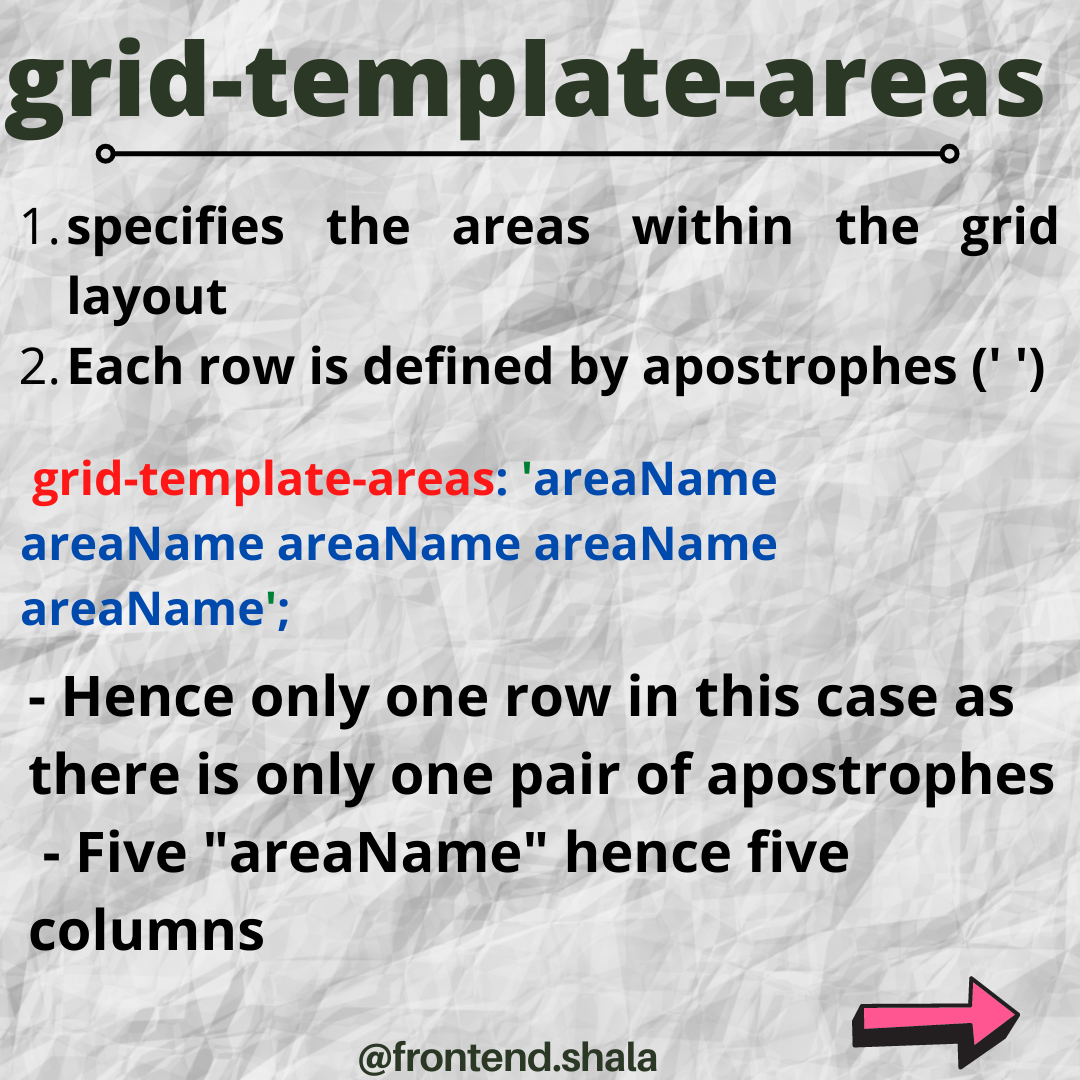 grid-template-areas
1. specifies the areas within the grid
layout
2. Each row is defined by apostrophes (' ')
grid-template-areas: 'areaName
areaName areaName areaName
areaName';
- Hence only one row in this case as
there is only one pair of apostrophes
- Five "areaName" hence five
columns
@frontend.shala